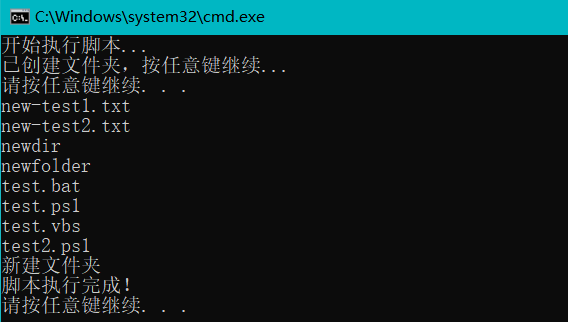 C:\Windows\system32\cmd.exe
开始执行脚本...
已创建文件夹，按任意键继续...
请按任意键继续. . .
new-test1.txt
new-test2.txt
newdir
newfolder
test.bat
test.ps1
test.vbs
test2.ps1
新建文件夹
脚本执行完成！
请按任意键继续. . .